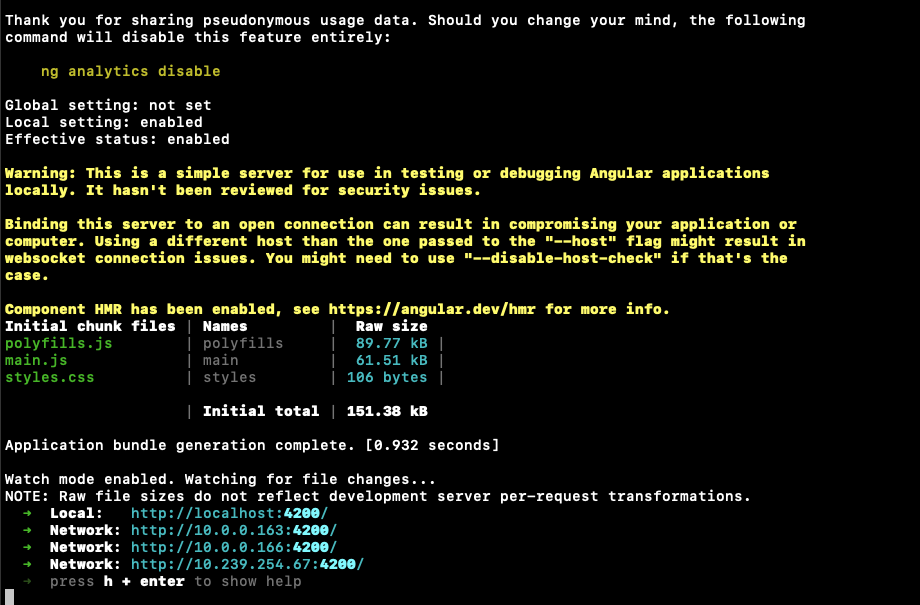 Thank you for sharing pseudonymous usage data. Should you change your mind, the following
command will disable this feature entirely:
    ng analytics disable
Global setting: not set
Local setting: enabled
Effective status: enabled
Warning: This is a simple server for use in testing or debugging Angular applications
locally. It hasn't been reviewed for security issues.
Binding this server to an open connection can result in compromising your application or
computer. Using a different host than the one passed to the "--host" flag might result in
websocket connection issues. You might need to use "--disable-host-check" if that's the
case.
Component HMR has been enabled, see https://angular.dev/hmr for more info.
Initial chunk files | Names         |  Raw size
polyfills.js        | polyfills     |  89.77 kB |
main.js             | main          |  61.51 kB |
styles.css          | styles        | 106 bytes |
                    | Initial total | 151.38 kB
Application bundle generation complete. [0.932 seconds]
Watch mode enabled. Watching for file changes...
NOTE: Raw file sizes do not reflect development server per-request transformations.
  ➜  Local:   http://localhost:4200/
  ➜  Network: http://10.0.0.163:4200/
  ➜  Network: http://10.0.0.166:4200/
  ➜  Network: http://10.239.254.67:4200/
  ➜  press h + enter to show help